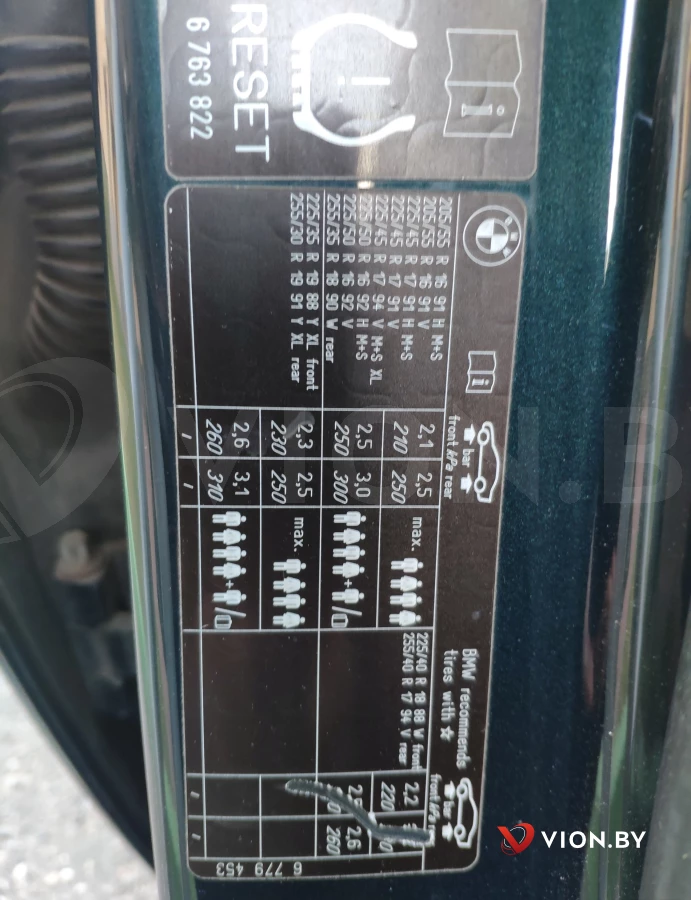 RESET
6 763 822
BMW
205/55 R 16 91 H M+S
205/55 R 16 91 V
225/45 R 17 91 H M+S
225/45 R 17 91 V
225/45 R 17 94 V M+S XL
225/50 R 16 92 H M+S
225/50 R 16 92 V
255/35 R 18 90 W rear
225/35 R 19 88 Y XL front
255/30 R 19 91 Y XL rear
bar
front kPa rear
2,1 2,5
210 250
max.
2,5 3,0
250 300
+ /
2,3 2,5
230 250
max.
2,6 3,1
260 310
+ /
BMW recommends
tires with ☆
225/40 R 18 88 W front
255/40 R 17 94 V rear
bar
front kPa rear
2,2
220
2,6
260
6 779 453
VION.BY
VION.BY